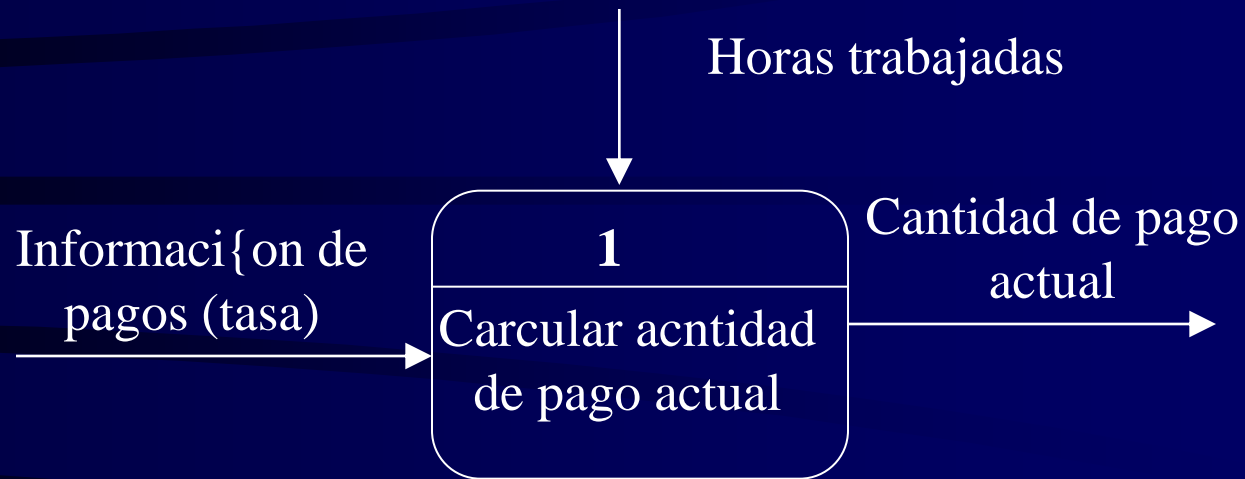 Horas trabajadas
Informaci{on de
pagos (tasa)
1
Carcular acntidad
de pago actual
Cantidad de pago
actual